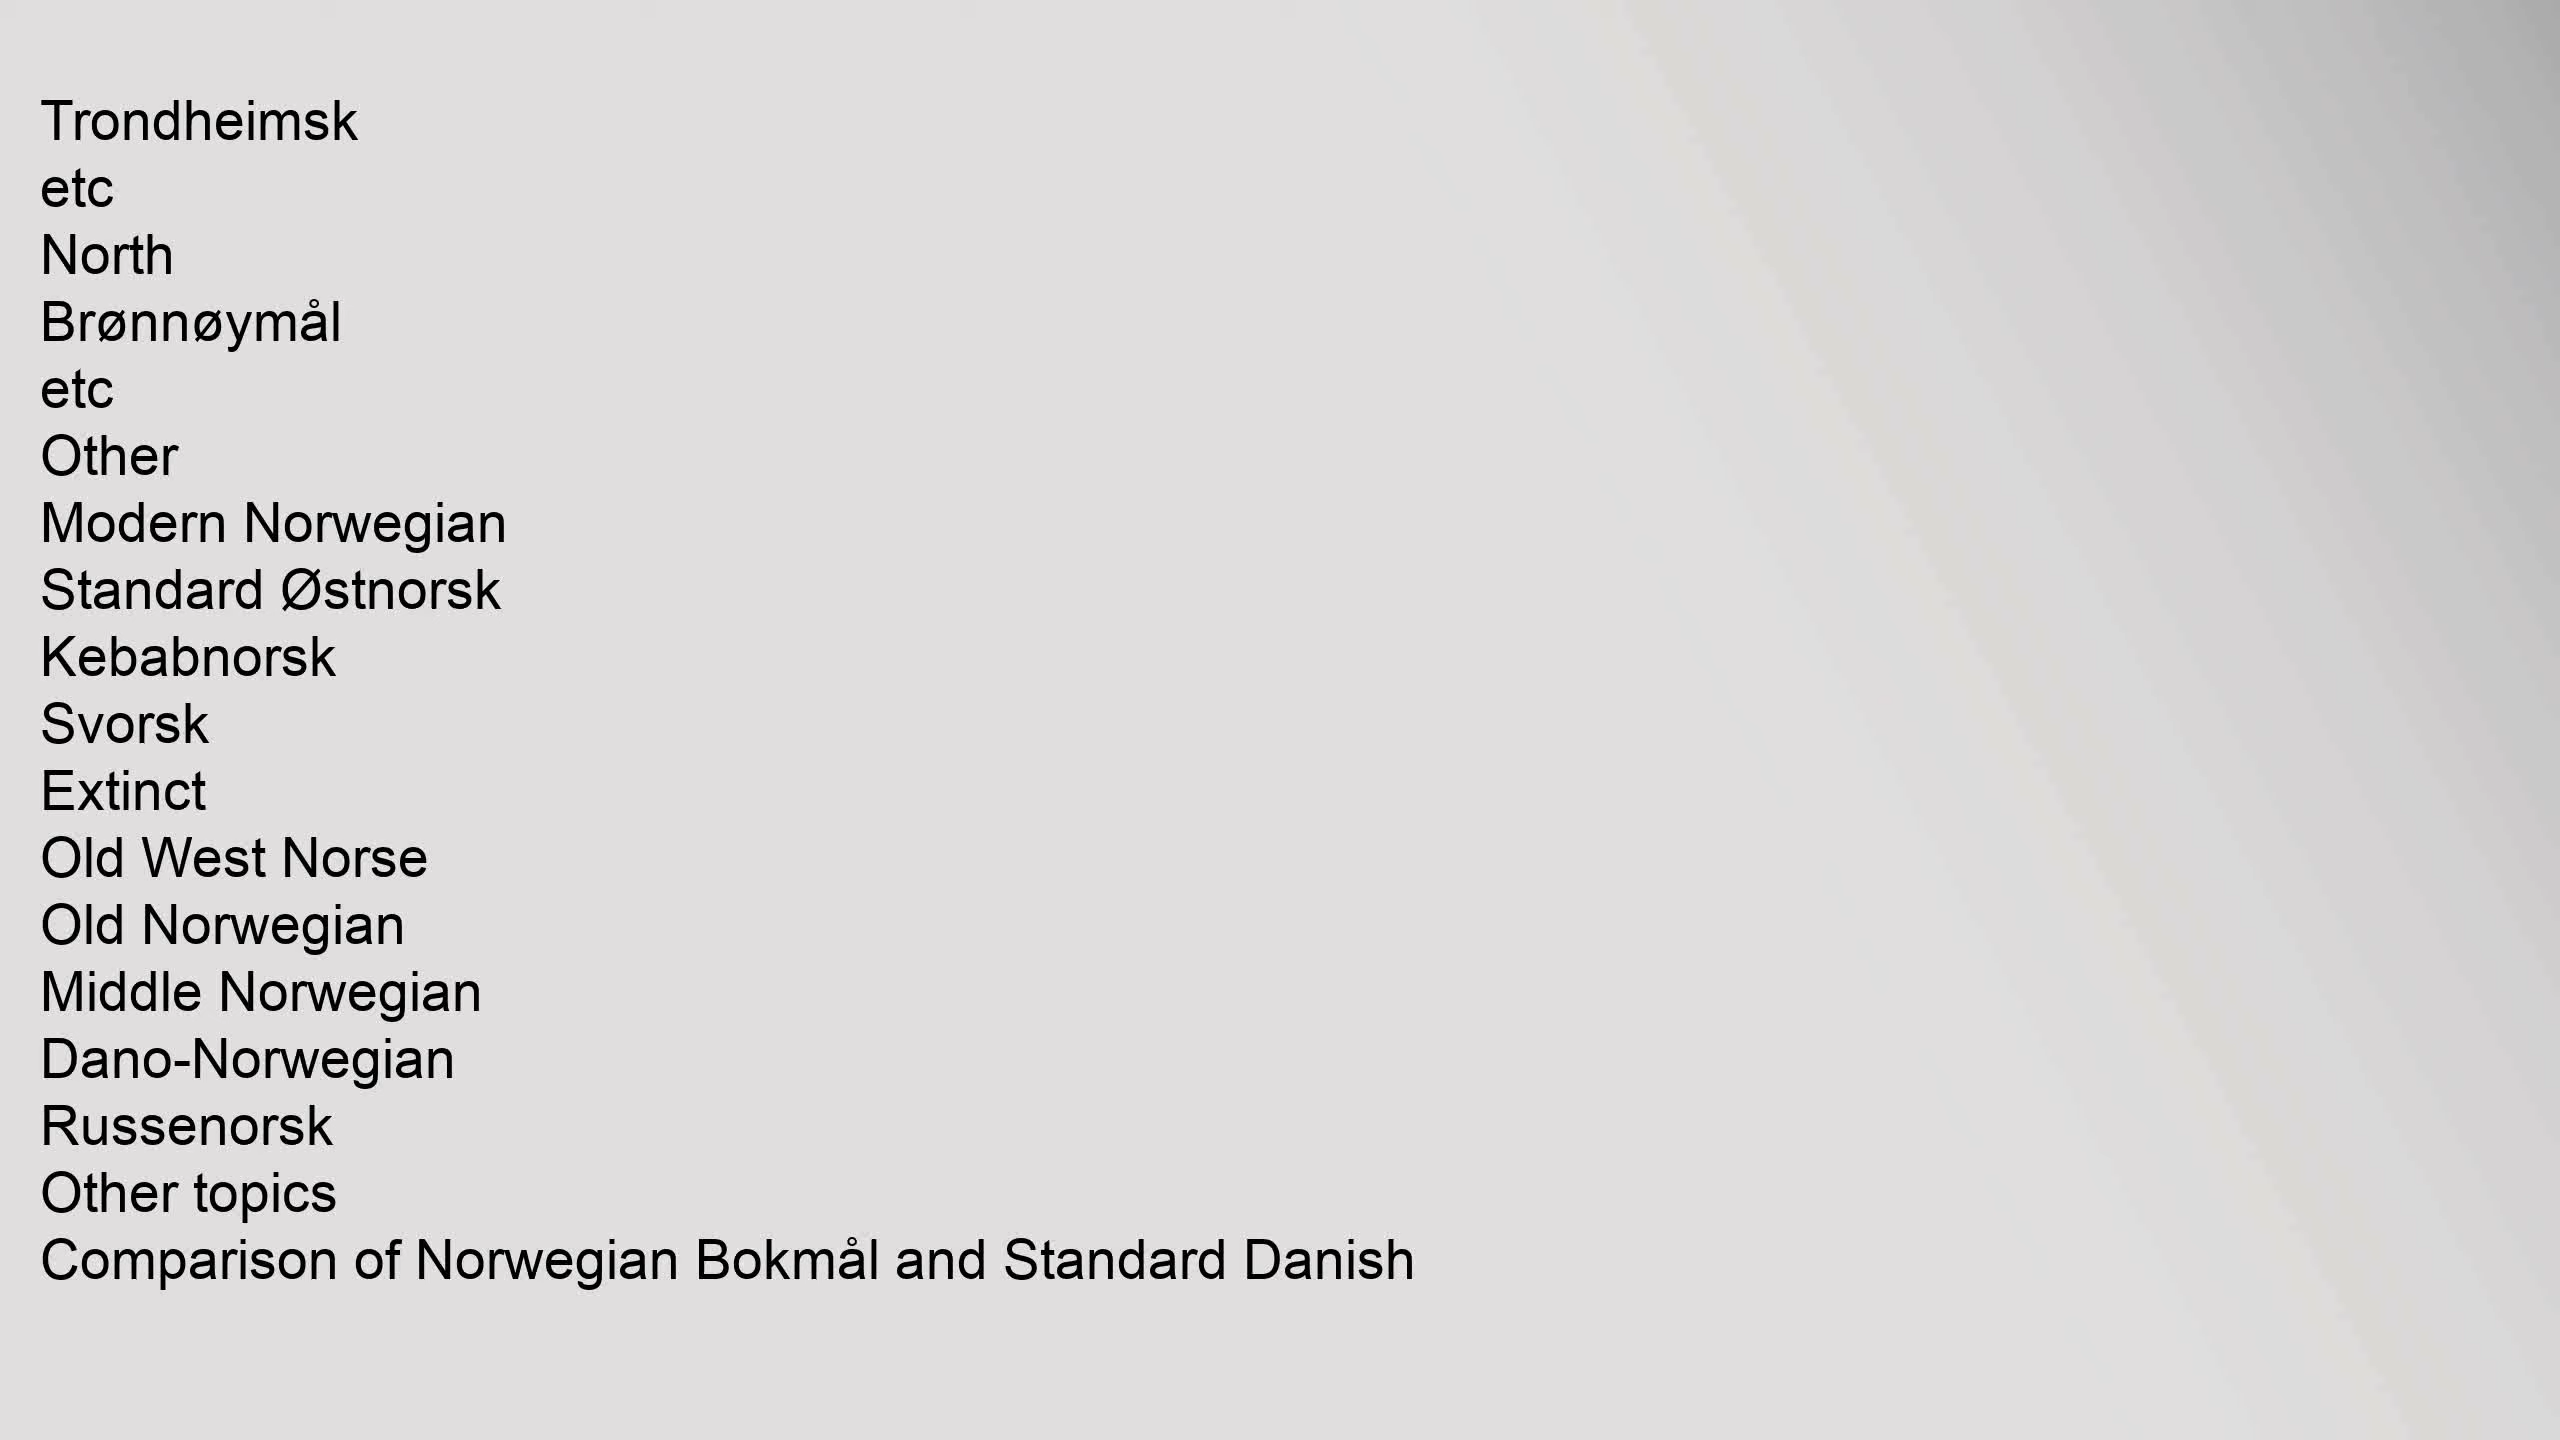 Trondheimsk
etc
North
Brønnøymål
etc
Other
Modern Norwegian
Standard Østnorsk
Kebabnorsk
Svorsk
Extinct
Old West Norse
Old Norwegian
Middle Norwegian
Dano-Norwegian
Russenorsk
Other topics
Comparison of Norwegian Bokmål and Standard Danish